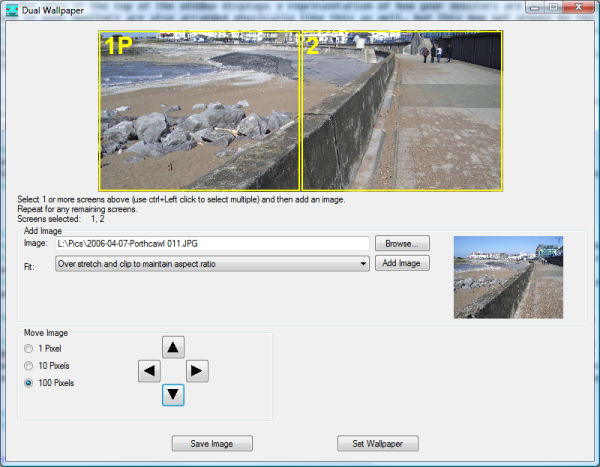 Dual Wallpaper
1P
2
Select 1 or more screens above (use ctrl+Left click to select multiple) and then add an image.
Repeat for any remaining screens.
Screens selected: 1, 2
Add Image
Image: L:\Pics\2006-04-07-Porthcawl 011.JPG Browse...
Fit: Over stretch and clip to maintain aspect ratio Add Image
Move Image
1 Pixel
10 Pixels
100 Pixels
Save Image Set Wallpaper